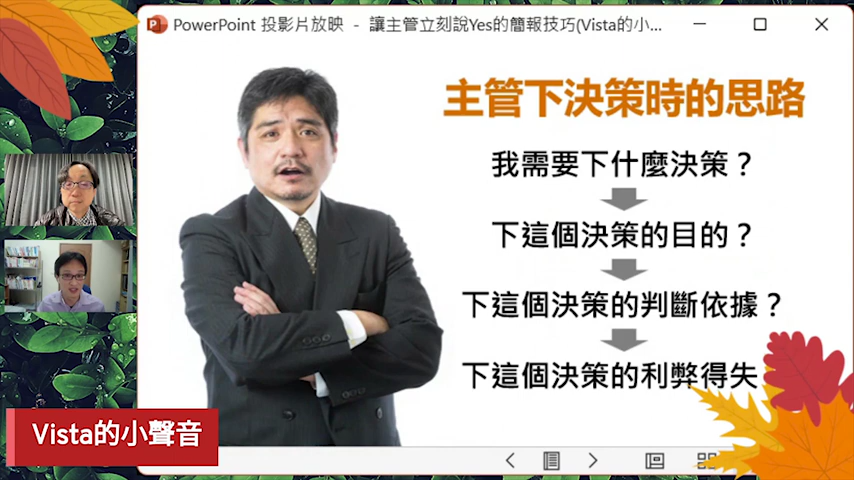 PowerPoint 投影片放映 - 讓主管立刻說Yes的簡報技巧(Vista的小...
主管下決策時的思路
我需要下什麼決策？
下這個決策的目的？
下這個決策的判斷依據？
下這個決策的利弊得失
Vista的小聲音